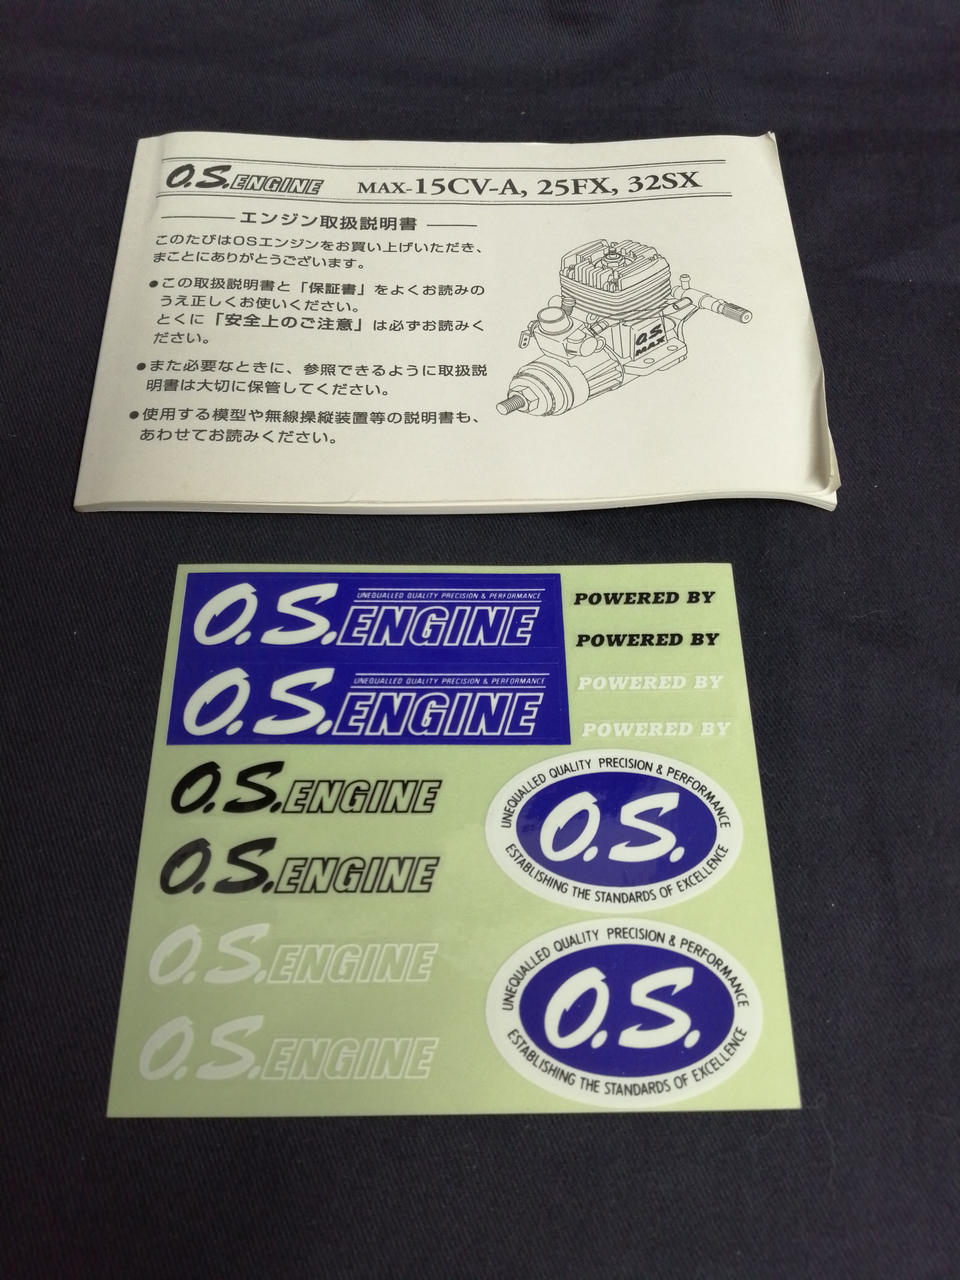 O.S. ENGINE MAX-15CV-A, 25FX, 32SX
エンジン取扱説明書
このたびはOSエンジンをお買い上げいただき、
まことにありがとうございます。
●この取扱説明書と「保証書」をよくお読みの
うえ正しくお使いください。
とくに「安全上のご注意」は必ずお読みく
ださい。
●また必要なときに、参照できるように取扱説
明書は大切に保管してください。
●使用する模型や無線操縦装置等の説明書も、
あわせてお読みください。
O.S.
MAX
UNEQUALLED QUALITY PRECISION & PERFORMANCE
O.S. ENGINE
UNEQUALLED QUALITY PRECISION & PERFORMANCE
O.S. ENGINE
POWERED BY
POWERED BY
POWERED BY
POWERED BY
O.S. ENGINE
O.S. ENGINE
O.S. ENGINE
O.S. ENGINE
UNEQUALLED QUALITY PRECISION & PERFORMANCE
O.S.
ESTABLISHING THE STANDARDS OF EXCELLENCE
UNEQUALLED QUALITY PRECISION & PERFORMANCE
O.S.
ESTABLISHING THE STANDARDS OF EXCELLENCE